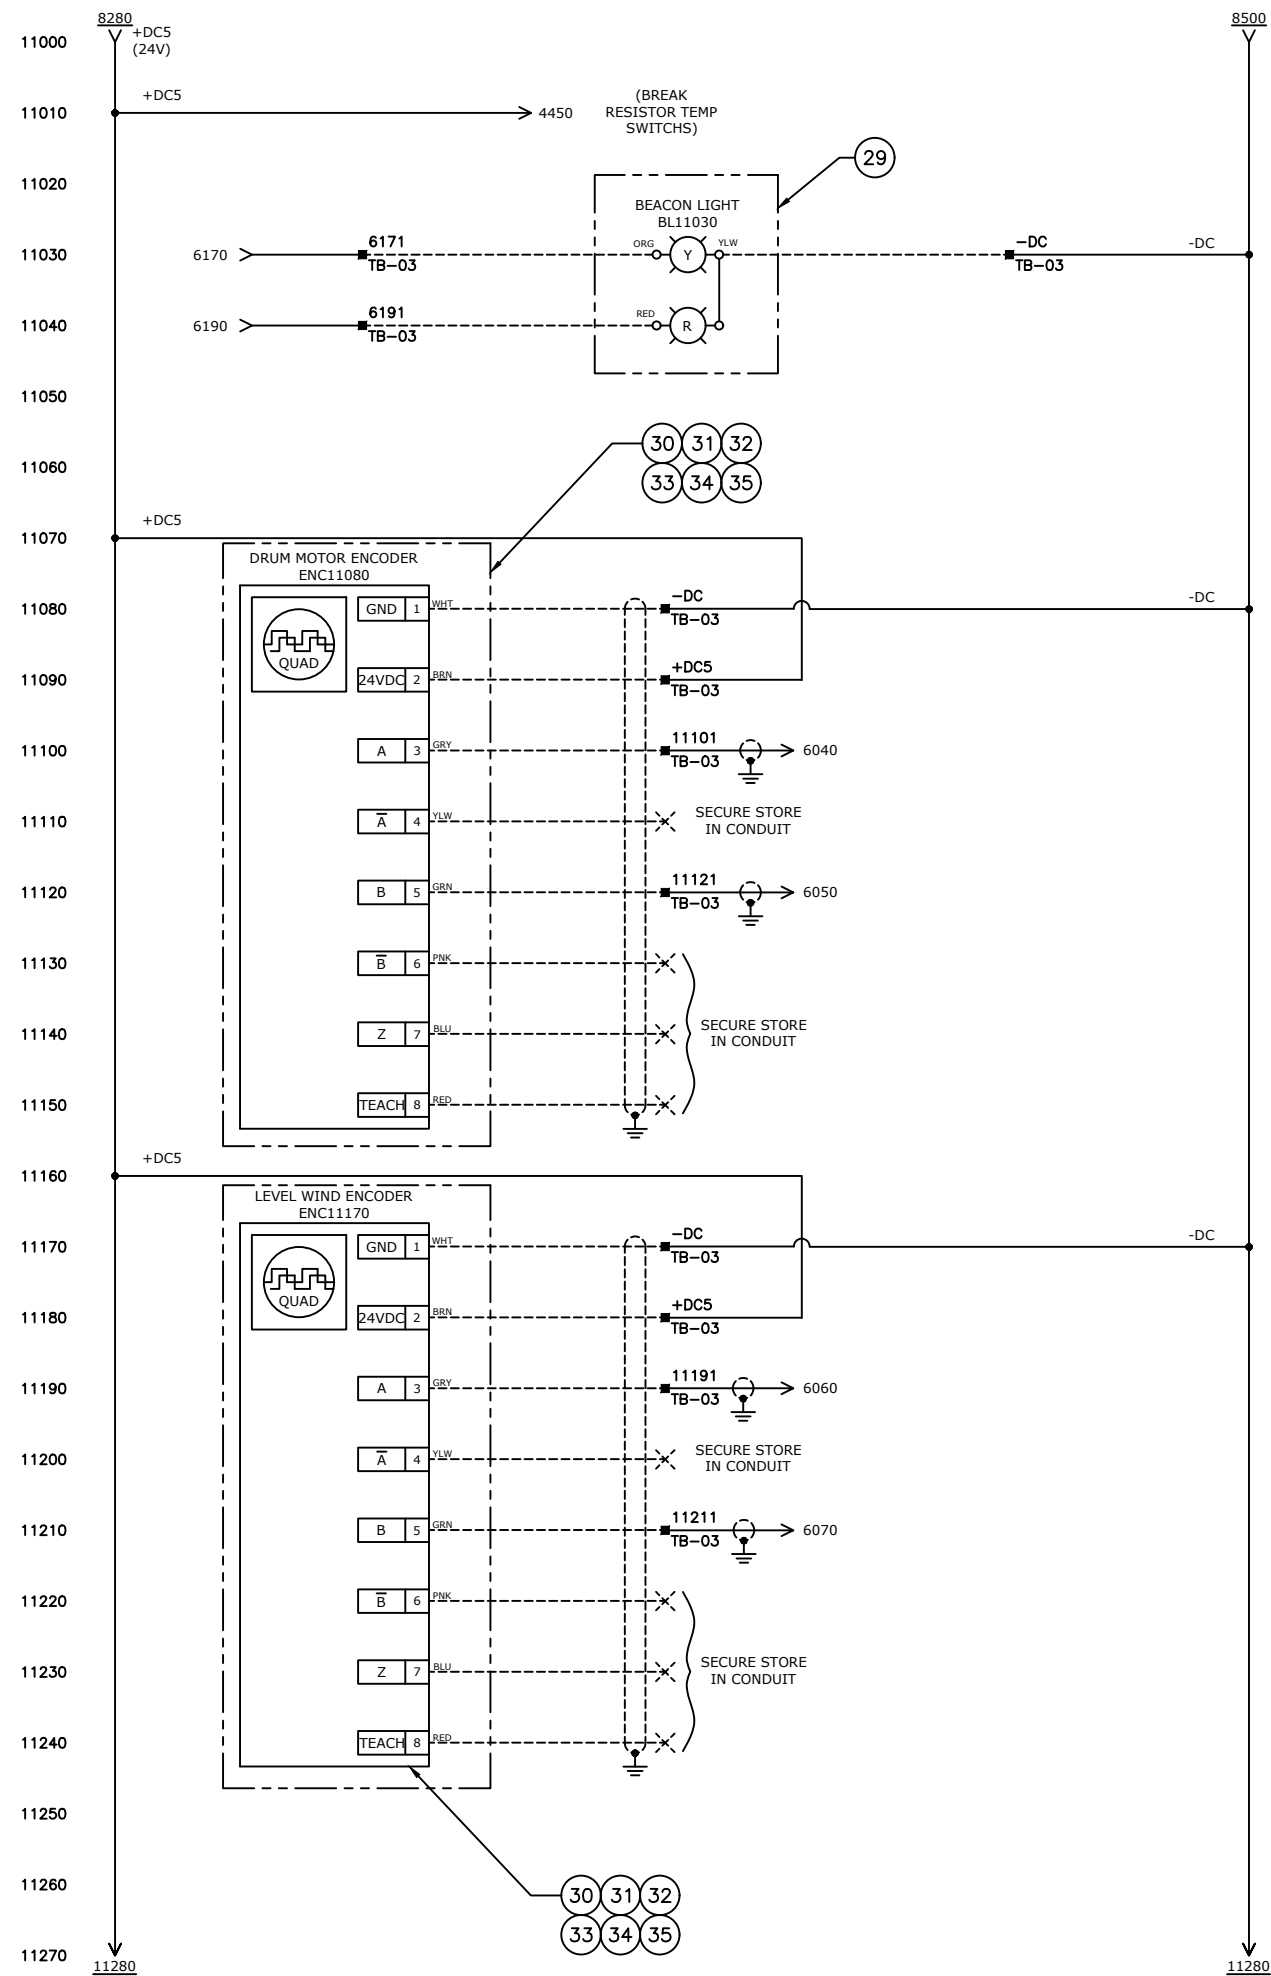 8280
8500
11000
+DC5
(24V)
11010
+DC5
4450
(BREAK
RESISTOR TEMP
SWITCHS)
29
11020
BEACON LIGHT
BL11030
11030
6170
6171
TB-03
ORG
Y
YLW
-DC
TB-03
-DC
11040
6190
6191
TB-03
RED
R
11050
30 31 32
33 34 35
11060
11070
+DC5
DRUM MOTOR ENCODER
ENC11080
QUAD
11080
GND 1 WHT
-DC
TB-03
-DC
11090
24VDC 2 BRN
+DC5
TB-03
11100
A 3 GRY
11101
TB-03
6040
11110
A̅ 4 YLW
SECURE STORE
IN CONDUIT
11120
B 5 GRN
11121
TB-03
6050
11130
B̅ 6 PNK
11140
Z 7 BLU
SECURE STORE
IN CONDUIT
11150
TEACH 8 RED
11160
+DC5
LEVEL WIND ENCODER
ENC11170
QUAD
11170
GND 1 WHT
-DC
TB-03
-DC
11180
24VDC 2 BRN
+DC5
TB-03
11190
A 3 GRY
11191
TB-03
6060
11200
A̅ 4 YLW
SECURE STORE
IN CONDUIT
11210
B 5 GRN
11211
TB-03
6070
11220
B̅ 6 PNK
11230
Z 7 BLU
SECURE STORE
IN CONDUIT
11240
TEACH 8 RED
11250
11260
30 31 32
33 34 35
11270
11280
11280